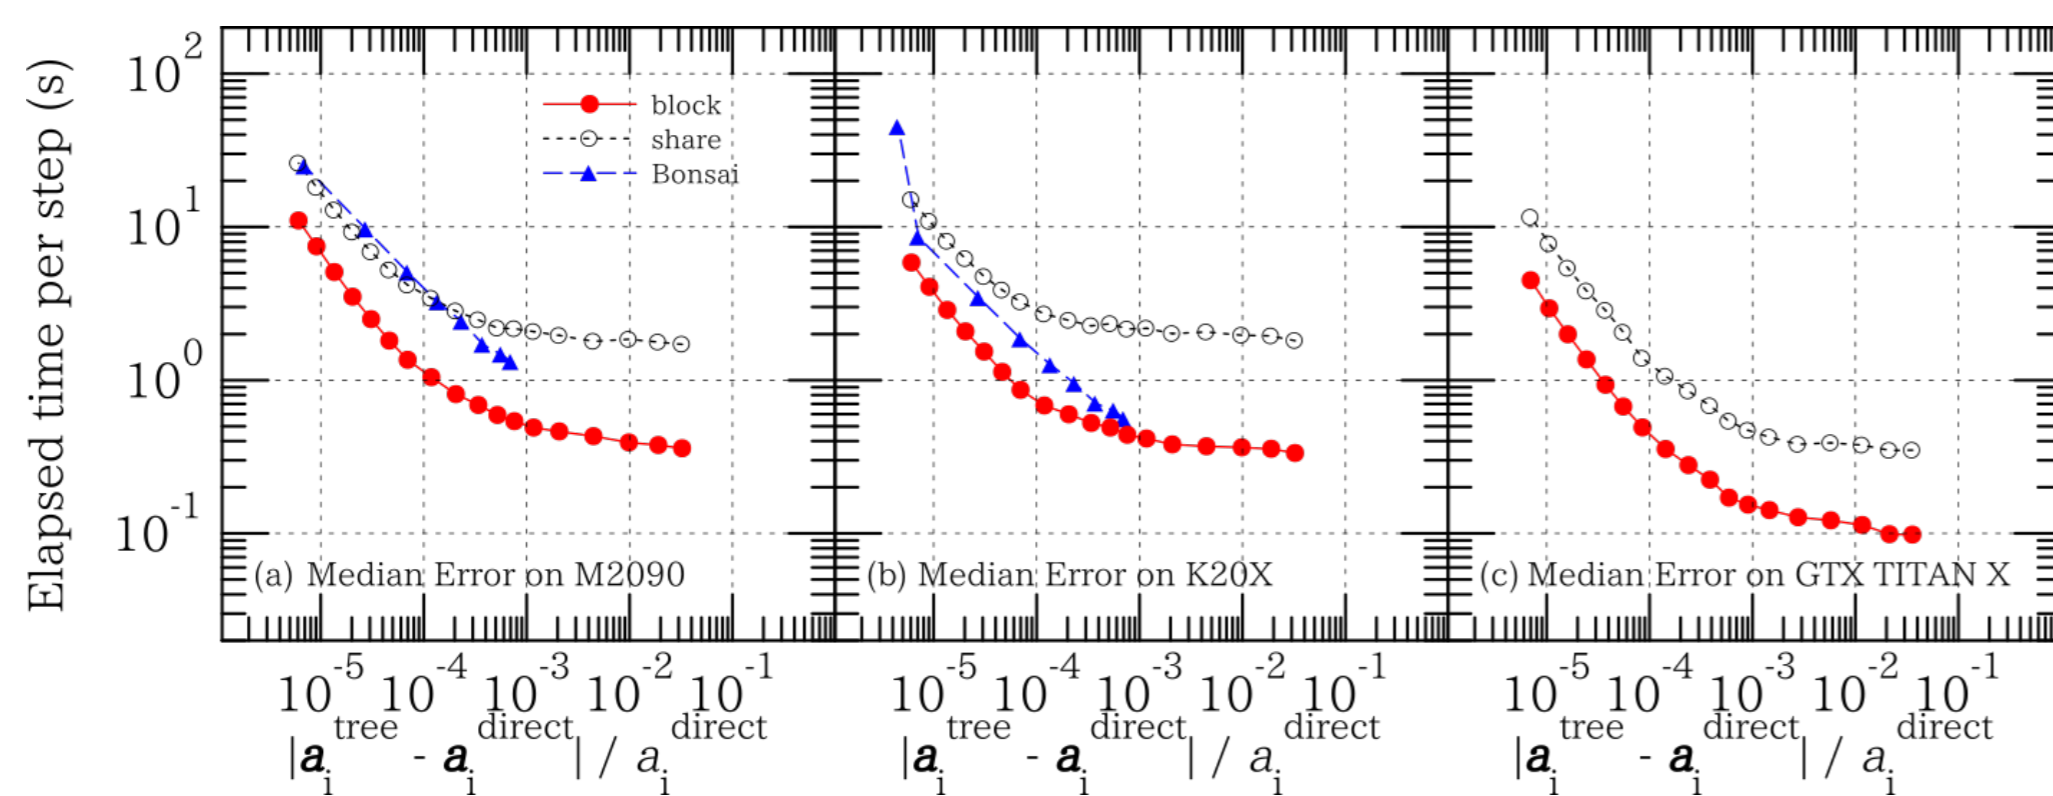 Elapsed time per step (s)
10^2
10^1
10^0
10^-1
block
share
Bonsai
(a) Median Error on M2090
(b) Median Error on K20X
(c) Median Error on GTX TITAN X
10^-5 10^-4 10^-3 10^-2 10^-1
10^-5 10^-4 10^-3 10^-2 10^-1
10^-5 10^-4 10^-3 10^-2 10^-1
|a_i^tree - a_i^direct| / a_i^direct
|a_i^tree - a_i^direct| / a_i^direct
|a_i^tree - a_i^direct| / a_i^direct